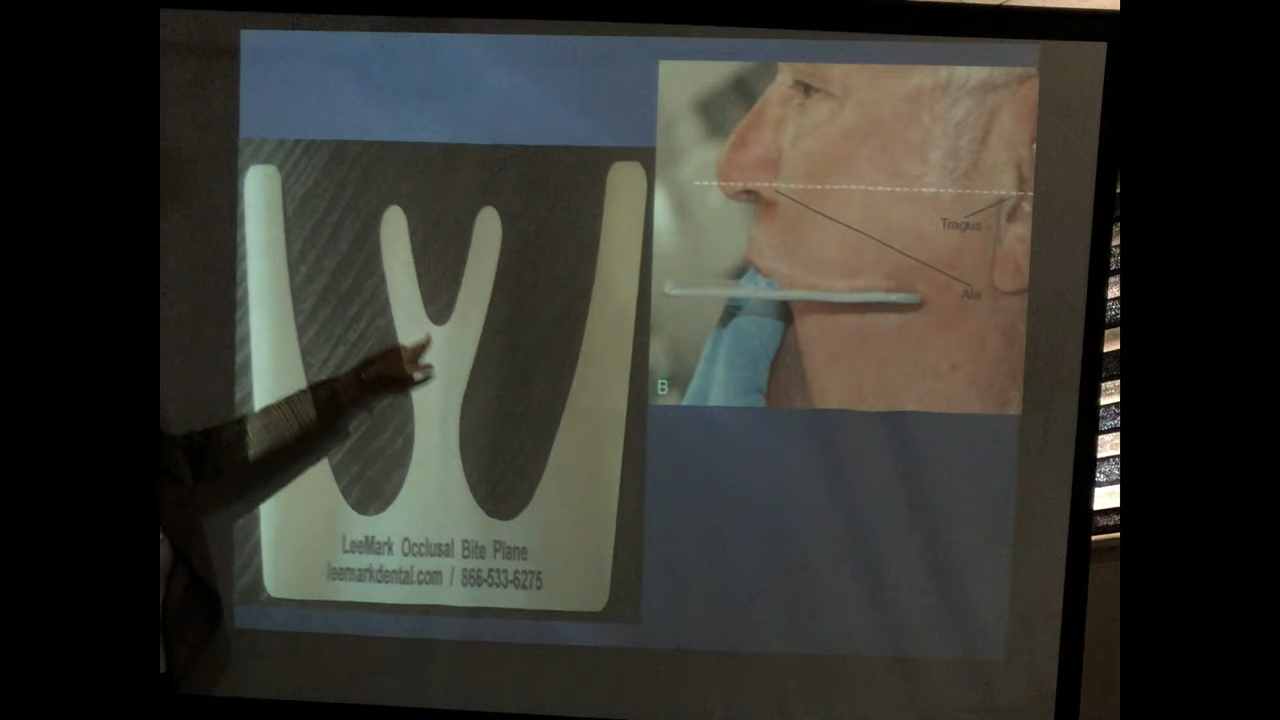 LeeMark Occlusal Bite Plane
leemarkdental.com / 866-533-6275
Tragus
Ala
B